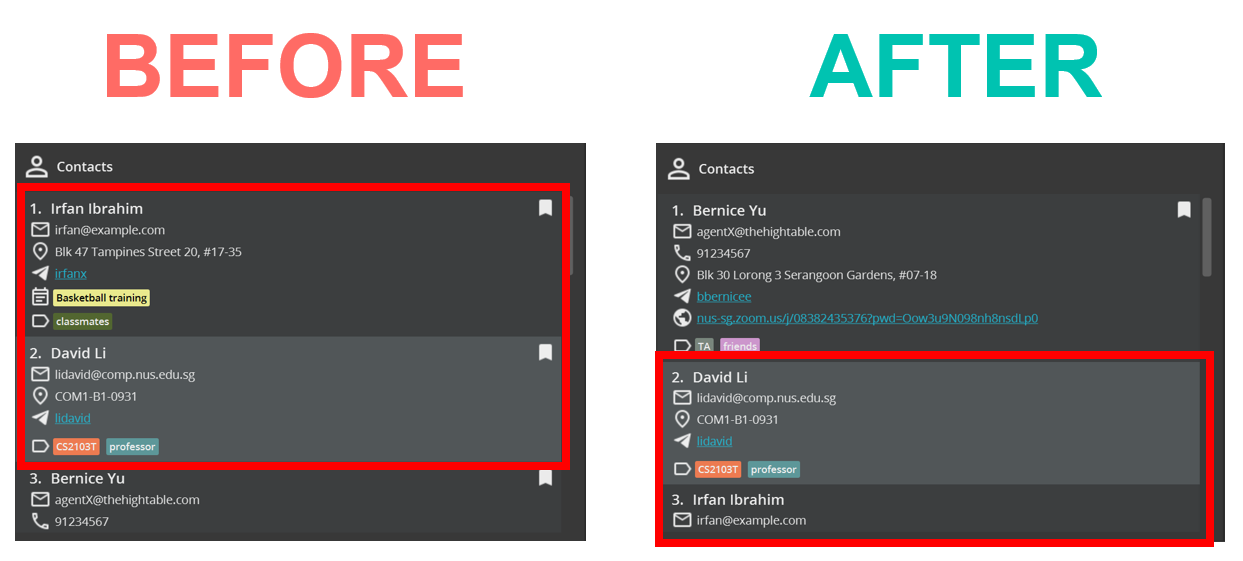 BEFORE
Contacts
1. Irfan Ibrahim
irfan@example.com
Blk 47 Tampines Street 20, #17-35
irfanx
Basketball training
classmates
2. David Li
lidavid@comp.nus.edu.sg
COM1-B1-0931
lidavid
CS2103T professor
3. Bernice Yu
agentX@thehightable.com
91234567
AFTER
Contacts
1. Bernice Yu
agentX@thehightable.com
91234567
Blk 30 Lorong 3 Serangoon Gardens, #07-18
bbernicee
nus-sg.zoom.us/j/08382435376?pwd=Oow3u9N098nh8nsdLp0
TA friends
2. David Li
lidavid@comp.nus.edu.sg
COM1-B1-0931
lidavid
CS2103T professor
3. Irfan Ibrahim
irfan@example.com